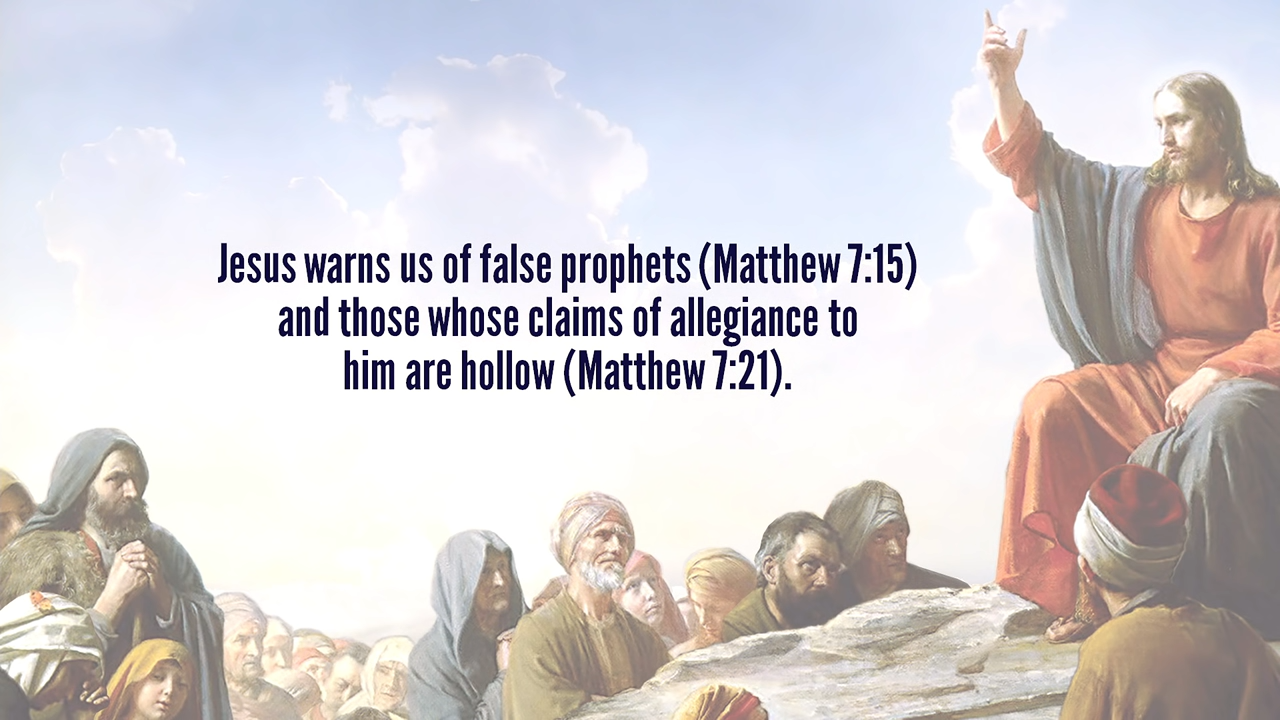 Jesus warns us of false prophets (Matthew 7:15)
and those whose claims of allegiance to
him are hollow (Matthew 7:21).